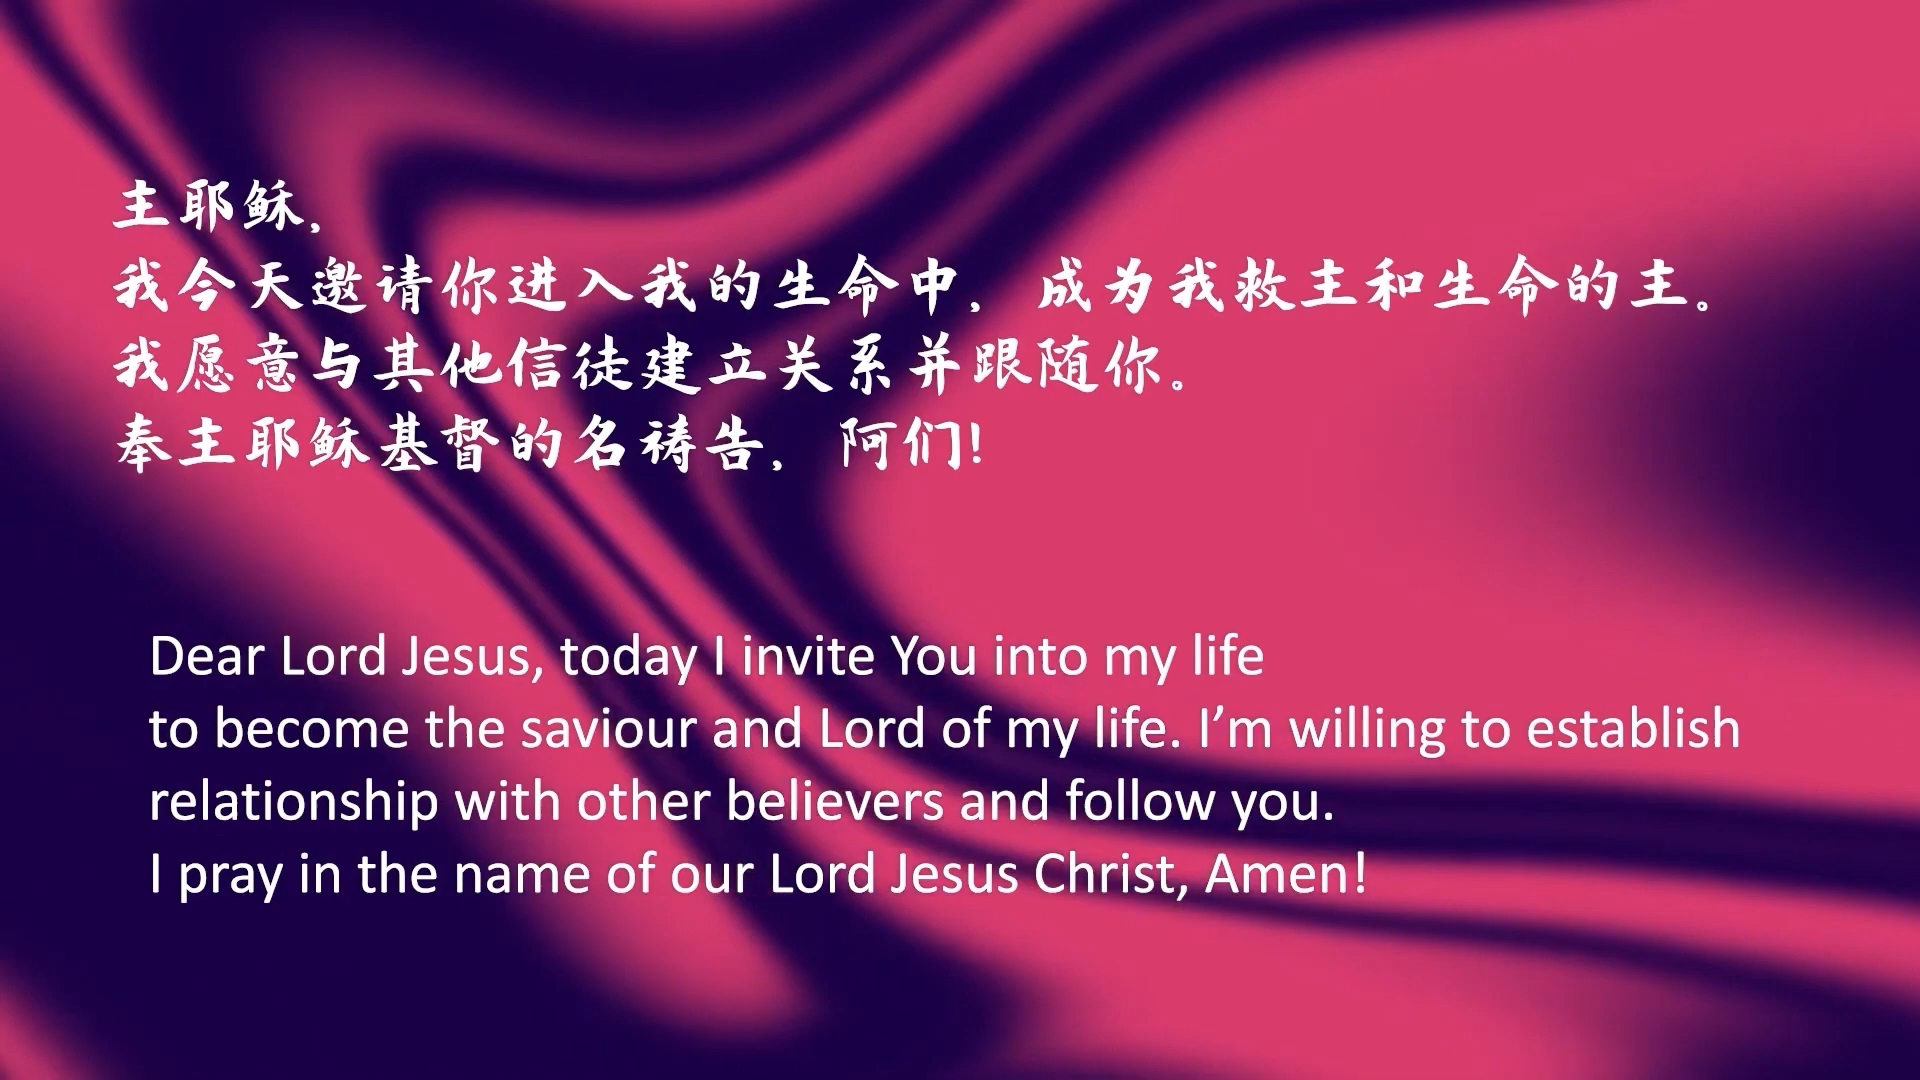 主耶稣，
我今天邀请你进入我的生命中，成为我救主和生命的主。
我愿意与其他信徒建立关系并跟随你。
奉主耶稣基督的名祷告，阿们!
Dear Lord Jesus, today I invite You into my life
to become the saviour and Lord of my life. I’m willing to establish
relationship with other believers and follow you.
I pray in the name of our Lord Jesus Christ, Amen!